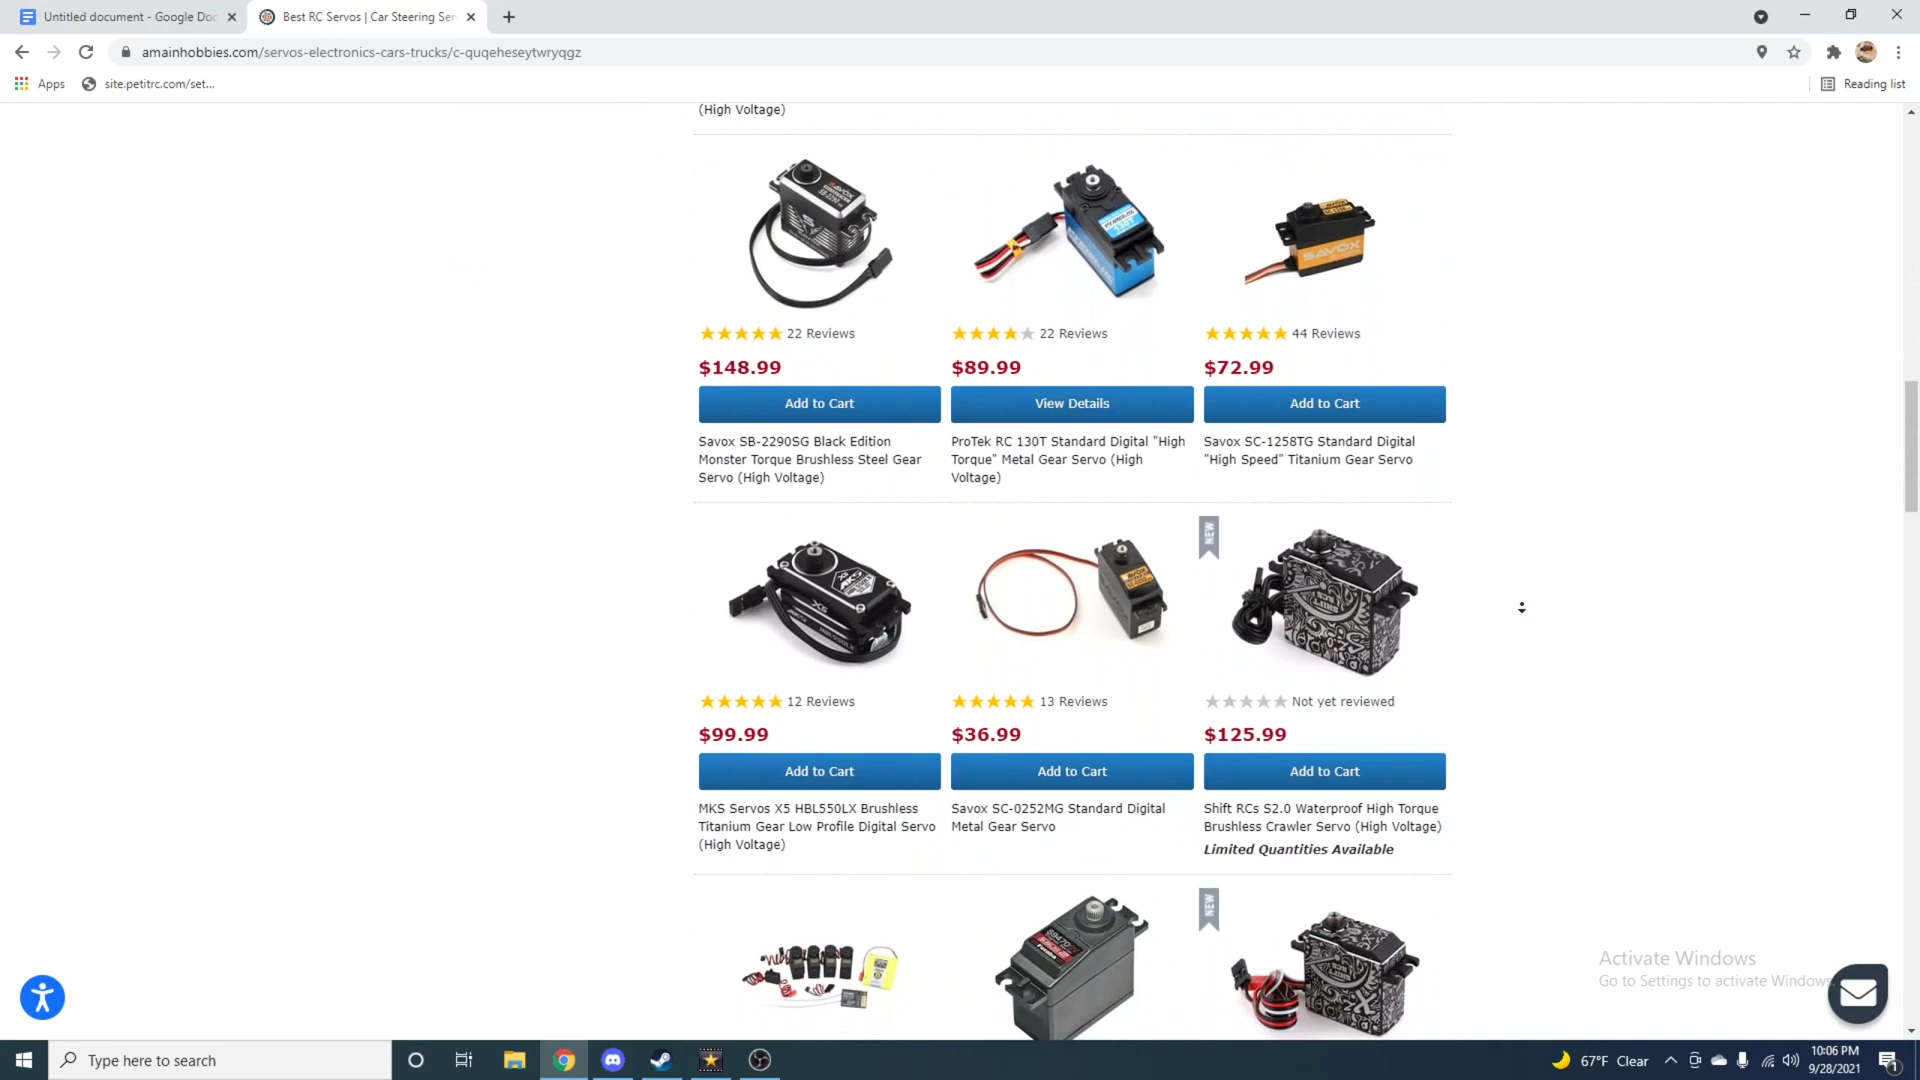 Untitled document - Google Doc
Best RC Servos | Car Steering Ser
amainhobbies.com/servos-electronics-cars-trucks/c-quqeheseytwryqgz
Apps
site.petitrc.com/set...
Reading list
(High Voltage)
22 Reviews
22 Reviews
44 Reviews
$148.99
$89.99
$72.99
Add to Cart
View Details
Add to Cart
Savox SB-2290SG Black Edition
Monster Torque Brushless Steel Gear
Servo (High Voltage)
ProTek RC 130T Standard Digital "High
Torque" Metal Gear Servo (High
Voltage)
Savox SC-1258TG Standard Digital
"High Speed" Titanium Gear Servo
NEW
12 Reviews
13 Reviews
Not yet reviewed
$99.99
$36.99
$125.99
Add to Cart
Add to Cart
Add to Cart
MKS Servos X5 HBL550LX Brushless
Titanium Gear Low Profile Digital Servo
(High Voltage)
Savox SC-0252MG Standard Digital
Metal Gear Servo
Shift RCs S2.0 Waterproof High Torque
Brushless Crawler Servo (High Voltage)
Limited Quantities Available
NEW
Activate Windows
Go to Settings to activate Windows.
Type here to search
67°F Clear
10:06 PM
9/28/2021
1